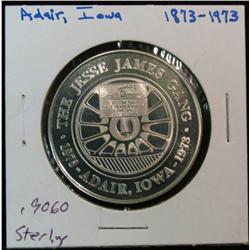 Adair, Iowa 1873-1973
THE JESSE JAMES GANG
1873 - ADAIR, IOWA - 1973
.9060
Sterling